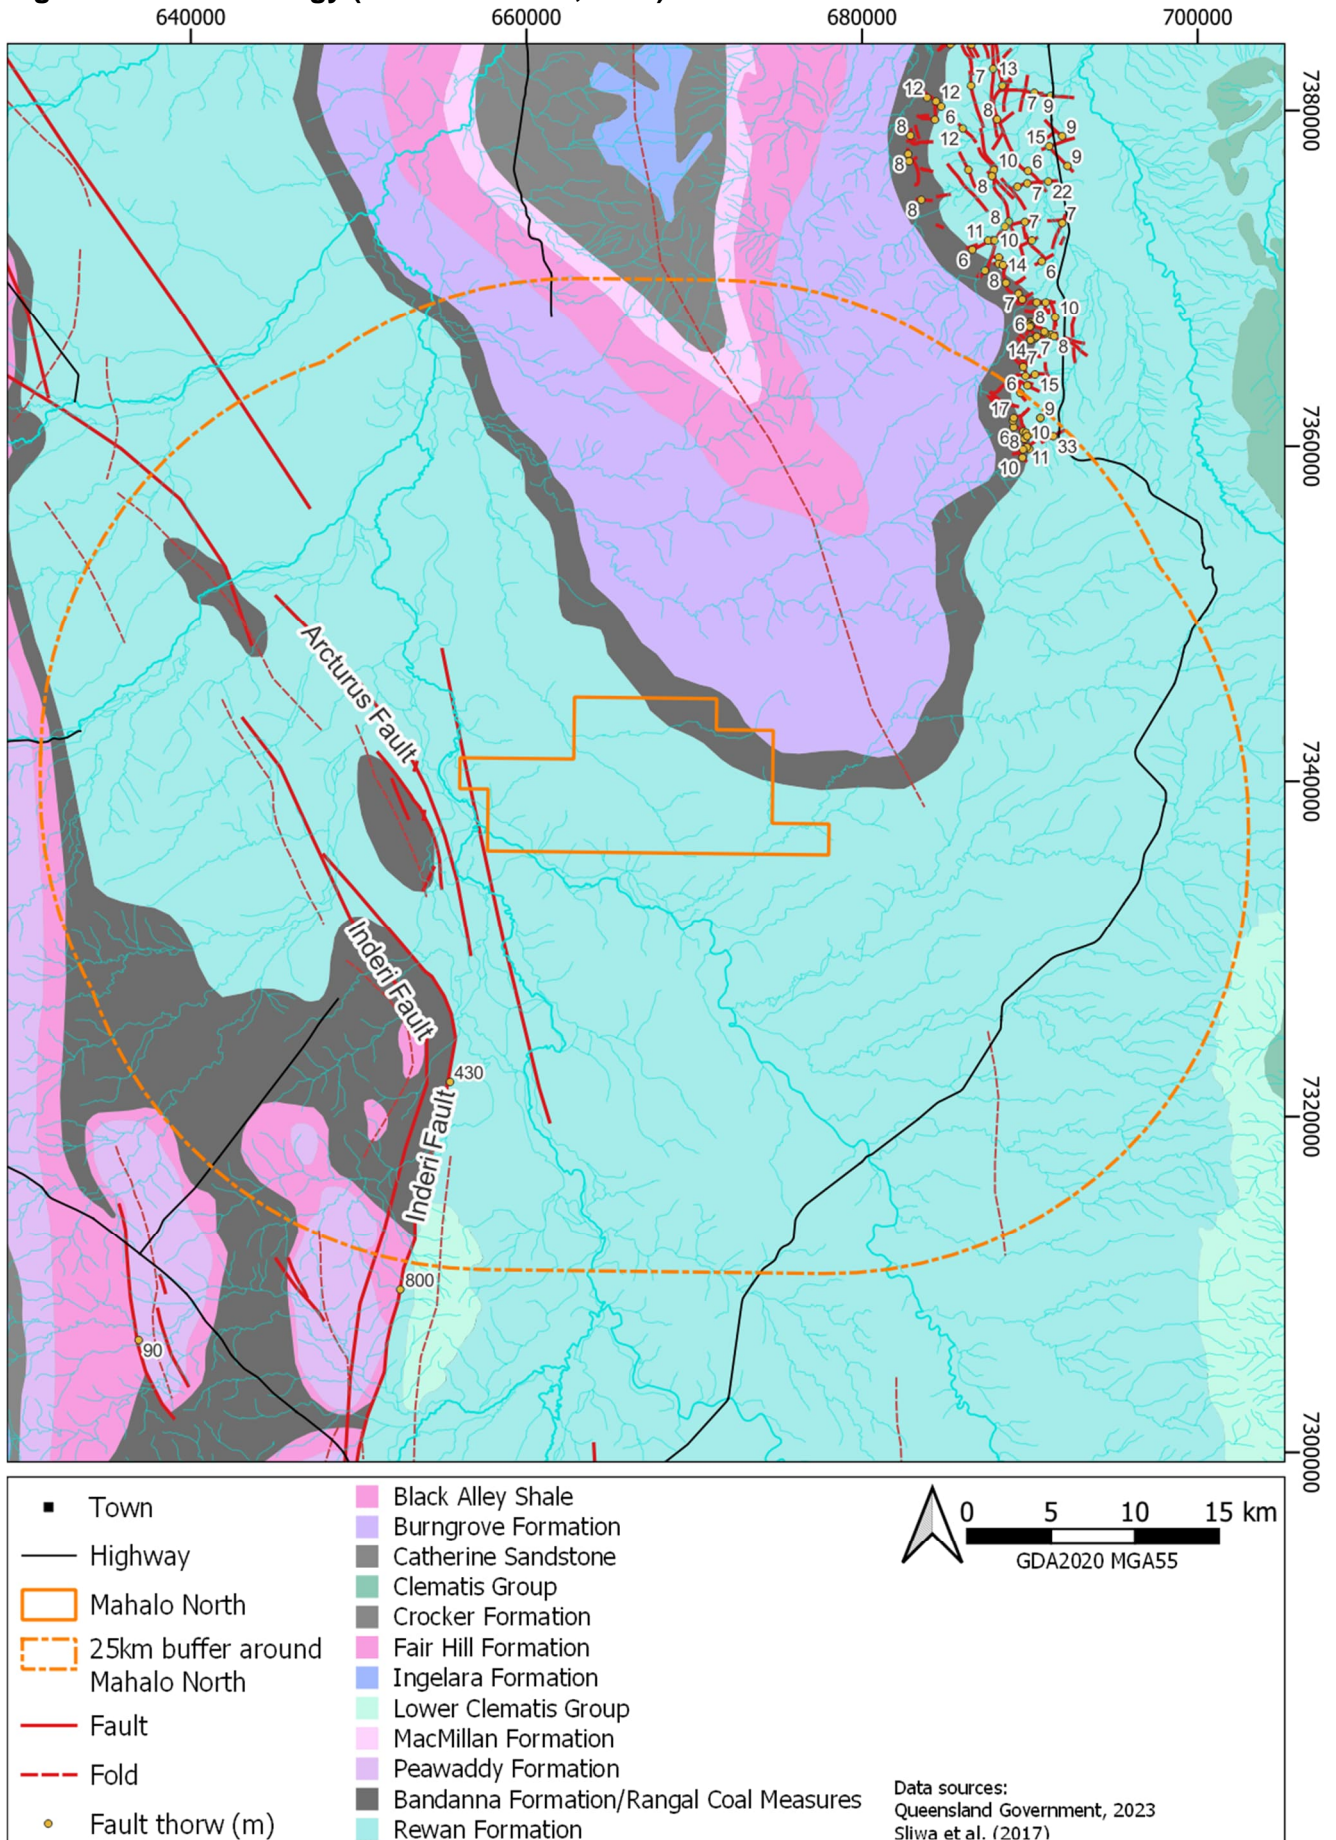 640000 660000 680000 700000
7380000
7360000
7340000
7320000
7300000
12 12 7 13
8 6 8 7 9
12 15 9
8 10 6 9
8 7 22
8 8 7 7
11 10
6 14 6
8
7 8 10
6
14 7 8
7
6 15
17 9
6 8 10 33
10 11
Arcturus Fault
Inderi Fault
430
Inderi Fault
800
90
Town
Highway
Mahalo North
25km buffer around
Mahalo North
Fault
Fold
Fault thorw (m)
Black Alley Shale
Burngrove Formation
Catherine Sandstone
Clematis Group
Crocker Formation
Fair Hill Formation
Ingelara Formation
Lower Clematis Group
MacMillan Formation
Peawaddy Formation
Bandanna Formation/Rangal Coal Measures
Rewan Formation
0 5 10 15 km
GDA2020 MGA55
Data sources:
Queensland Government, 2023
Sliwa et al. (2017)